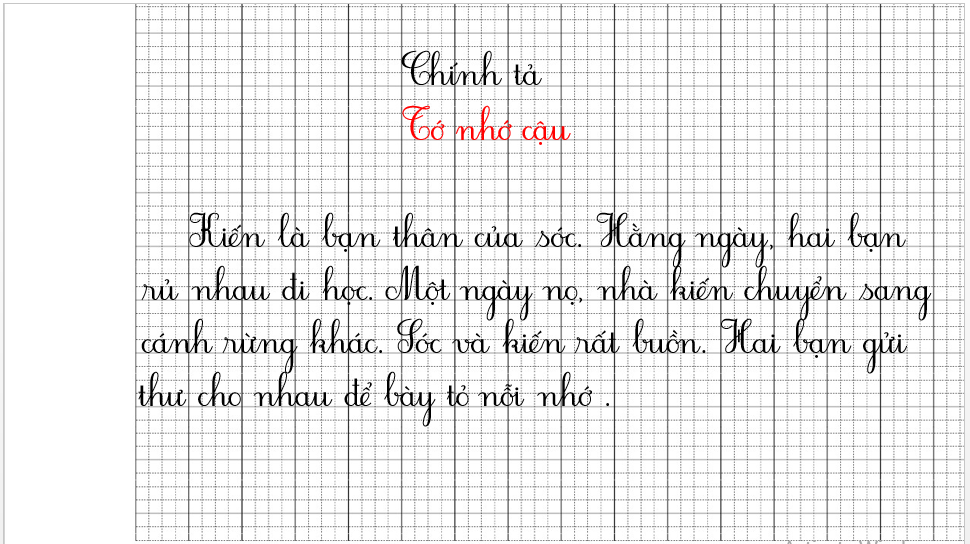 Chính tả
Tớ nhớ cậu
Kiến là bạn thân của sóc. Hằng ngày, hai bạn
rủ nhau đi học. Một ngày nọ, nhà kiến chuyển sang
cánh rừng khác. Sóc và kiến rất buồn. Hai bạn gửi
thư cho nhau để bày tỏ nỗi nhớ .